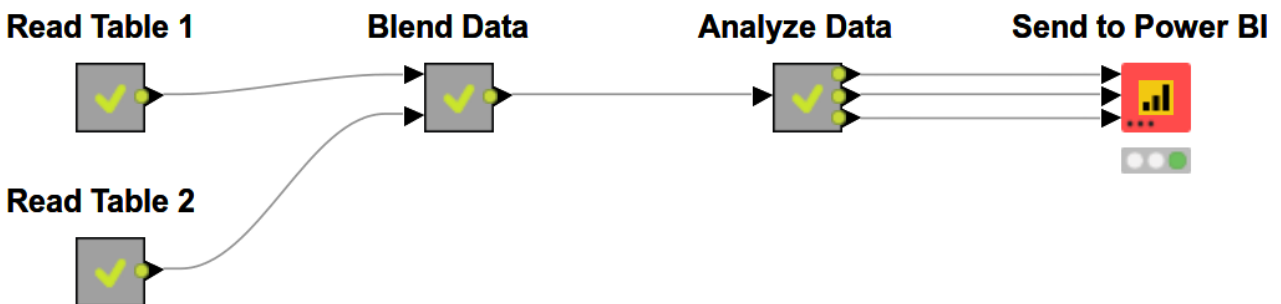 Read Table 1
Blend Data
Analyze Data
Send to Power BI
Read Table 2